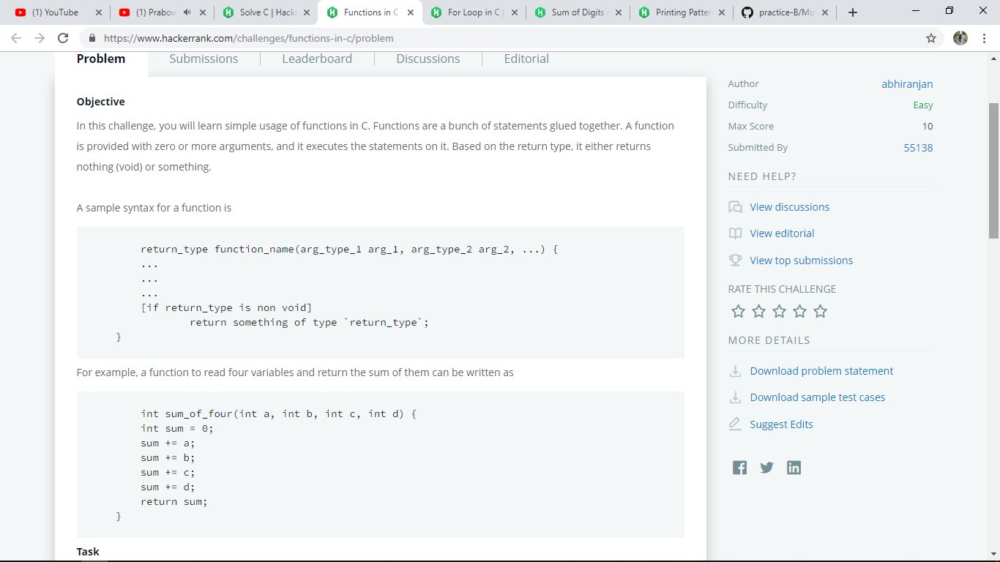 (1) YouTube
(1) Prabow
Solve C | Hack
Functions in C
For Loop in C |
Sum of Digits
Printing Patter
practice-B/Mo
https://www.hackerrank.com/challenges/functions-in-c/problem
Problem
Submissions
Leaderboard
Discussions
Editorial
Objective
In this challenge, you will learn simple usage of functions in C. Functions are a bunch of statements glued together. A function
is provided with zero or more arguments, and it executes the statements on it. Based on the return type, it either returns
nothing (void) or something.
A sample syntax for a function is
return_type function_name(arg_type_1 arg_1, arg_type_2 arg_2, ...) {
...
...
...
[if return_type is non void]
return something of type `return_type`;
}
For example, a function to read four variables and return the sum of them can be written as
int sum_of_four(int a, int b, int c, int d) {
int sum = 0;
sum += a;
sum += b;
sum += c;
sum += d;
return sum;
}
Task
Author abhiranjan
Difficulty Easy
Max Score 10
Submitted By 55138
NEED HELP?
View discussions
View editorial
View top submissions
RATE THIS CHALLENGE
MORE DETAILS
Download problem statement
Download sample test cases
Suggest Edits